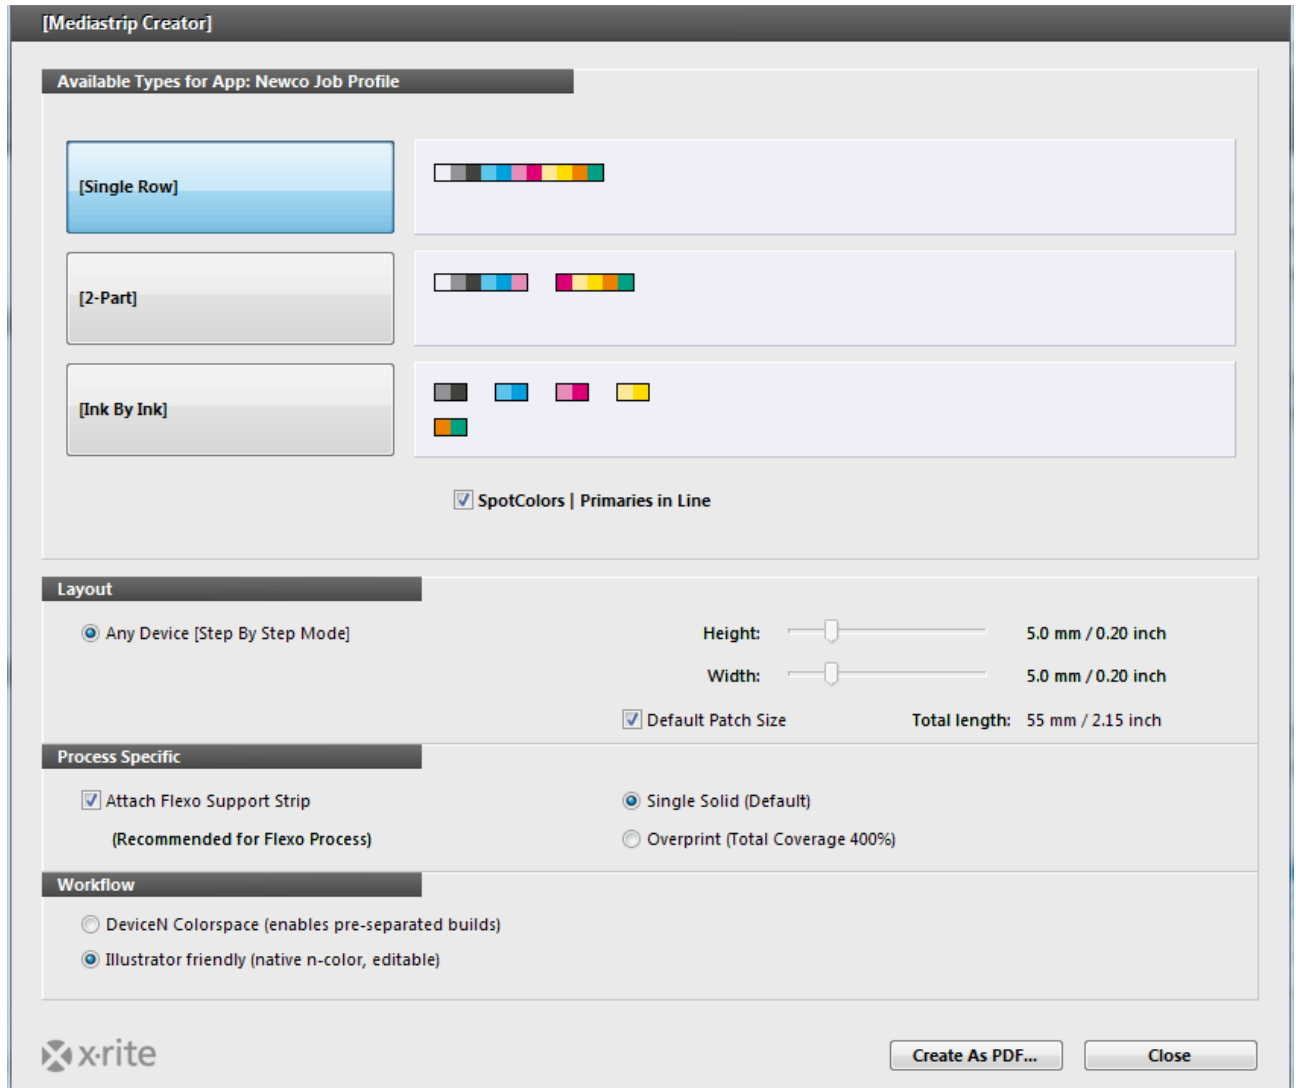 [Mediastrip Creator]
Available Types for App: Newco Job Profile
[Single Row]
[2-Part]
[Ink By Ink]
SpotColors | Primaries in Line
Layout
Any Device [Step By Step Mode]
Height: 5.0 mm / 0.20 inch
Width: 5.0 mm / 0.20 inch
Default Patch Size Total length: 55 mm / 2.15 inch
Process Specific
Attach Flexo Support Strip Single Solid (Default)
(Recommended for Flexo Process) Overprint (Total Coverage 400%)
Workflow
DeviceN Colorspace (enables pre-separated builds)
Illustrator friendly (native n-color, editable)
x·rite Create As PDF... Close